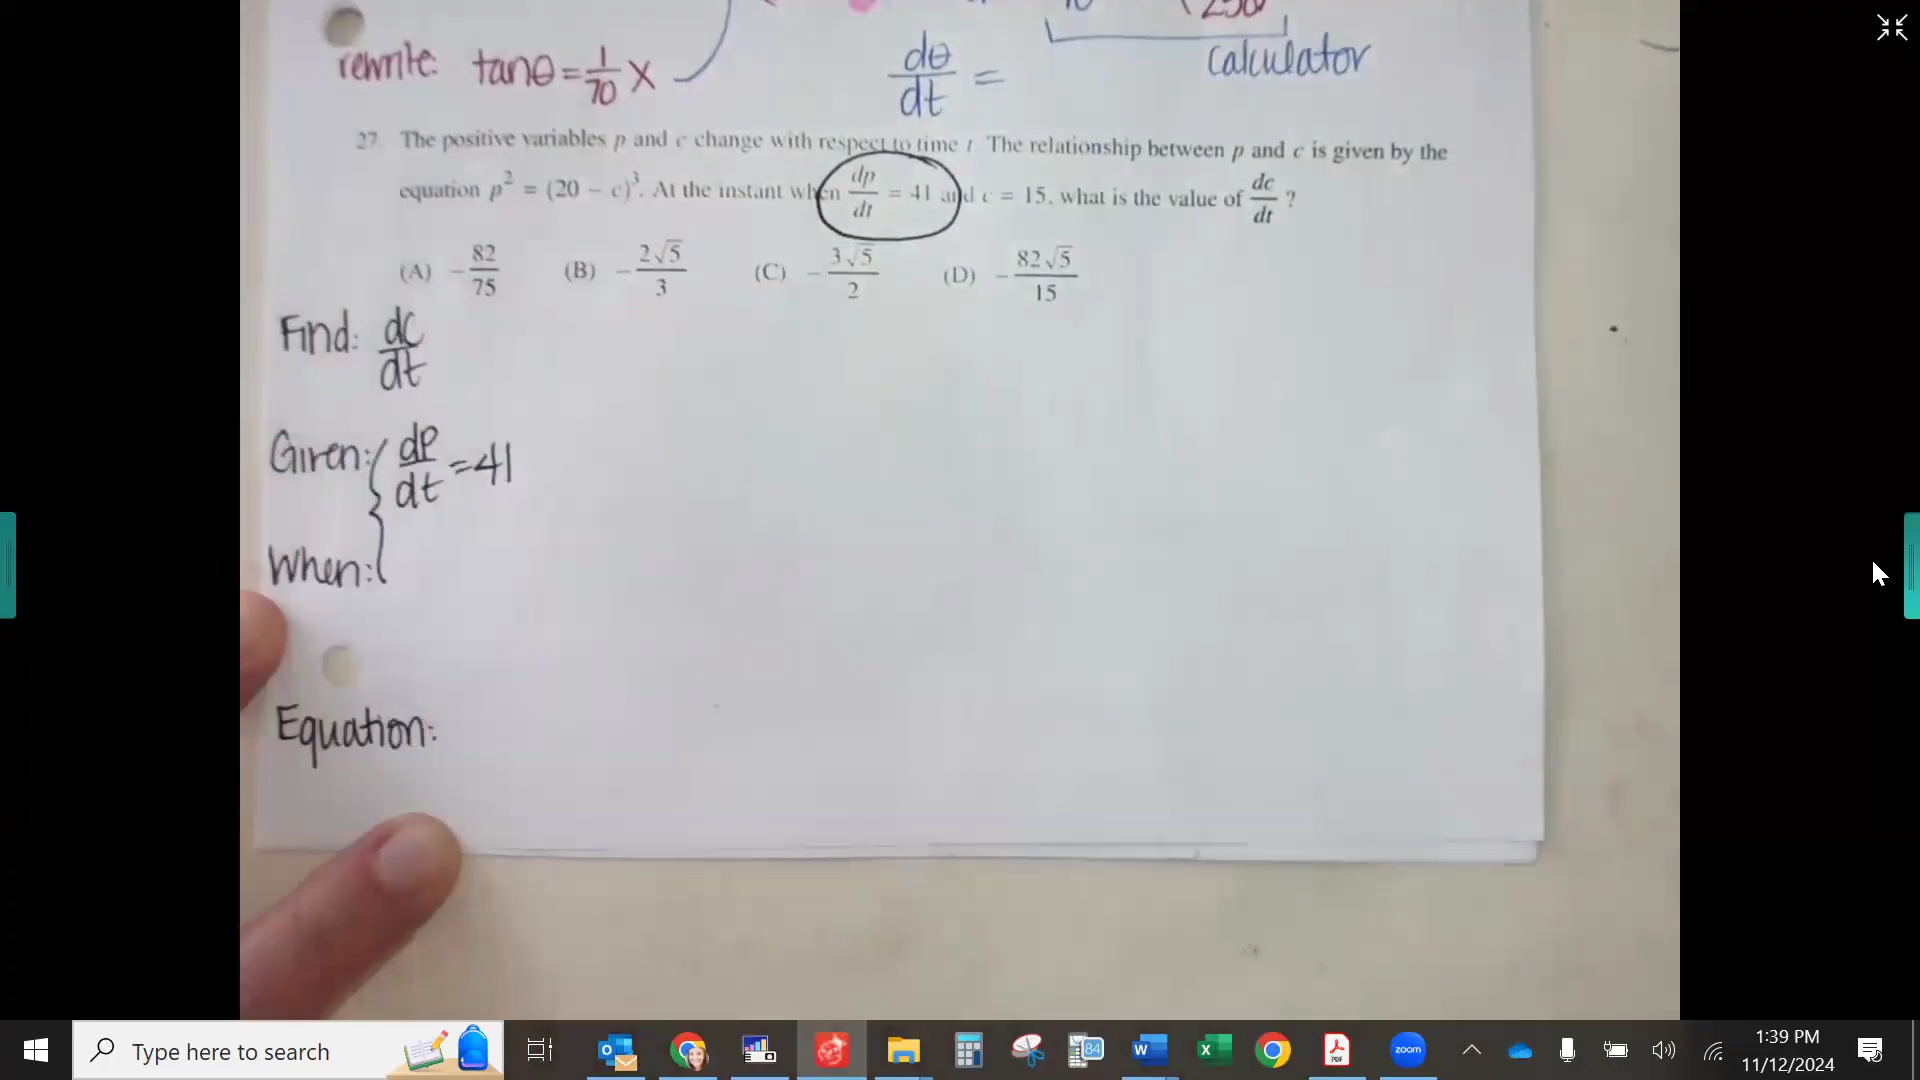 (250)
rewrite: tanθ = 1/70 x
dθ/dt =
calculator
27. The positive variables p and c change with respect to time t. The relationship between p and c is given by the
equation p² = (20 − c)³. At the instant when dp/dt = 41 and c = 15, what is the value of dc/dt ?
(A) −82/75 (B) −2√5/3 (C) −3√5/2 (D) −82√5/15
Find: dc/dt
Given: { dp/dt = 41
When:
Equation:
Type here to search
84
zoom
1:39 PM
11/12/2024